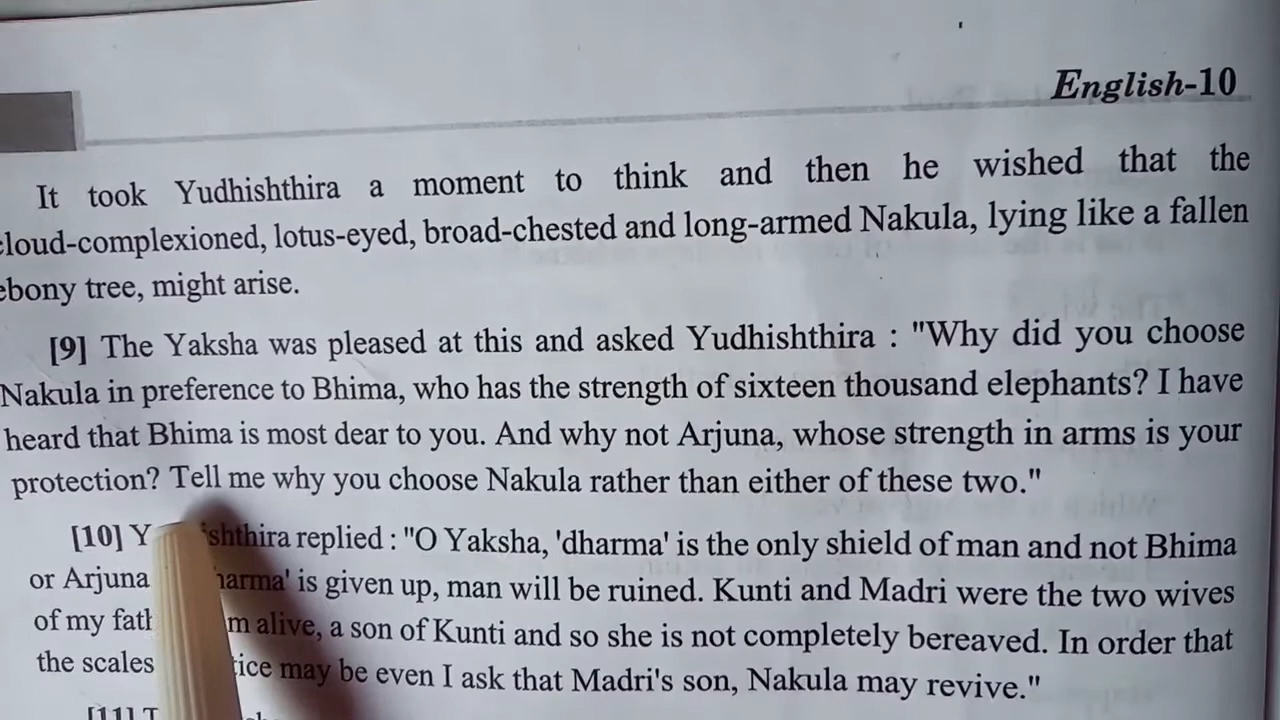 English-10
It took Yudhishthira a moment to think and then he wished that the
cloud-complexioned, lotus-eyed, broad-chested and long-armed Nakula, lying like a fallen
ebony tree, might arise.
[9] The Yaksha was pleased at this and asked Yudhishthira : "Why did you choose
Nakula in preference to Bhima, who has the strength of sixteen thousand elephants? I have
heard that Bhima is most dear to you. And why not Arjuna, whose strength in arms is your
protection? Tell me why you choose Nakula rather than either of these two."
[10] replied : "O Yaksha, 'dharma' is the only shield of man and not Bhima
or Arjuna is given up, man will be ruined. Kunti and Madri were the two wives
of my alive, a son of Kunti and so she is not completely bereaved. In order that
the scales may be even I ask that Madri's son, Nakula may revive."
[11]